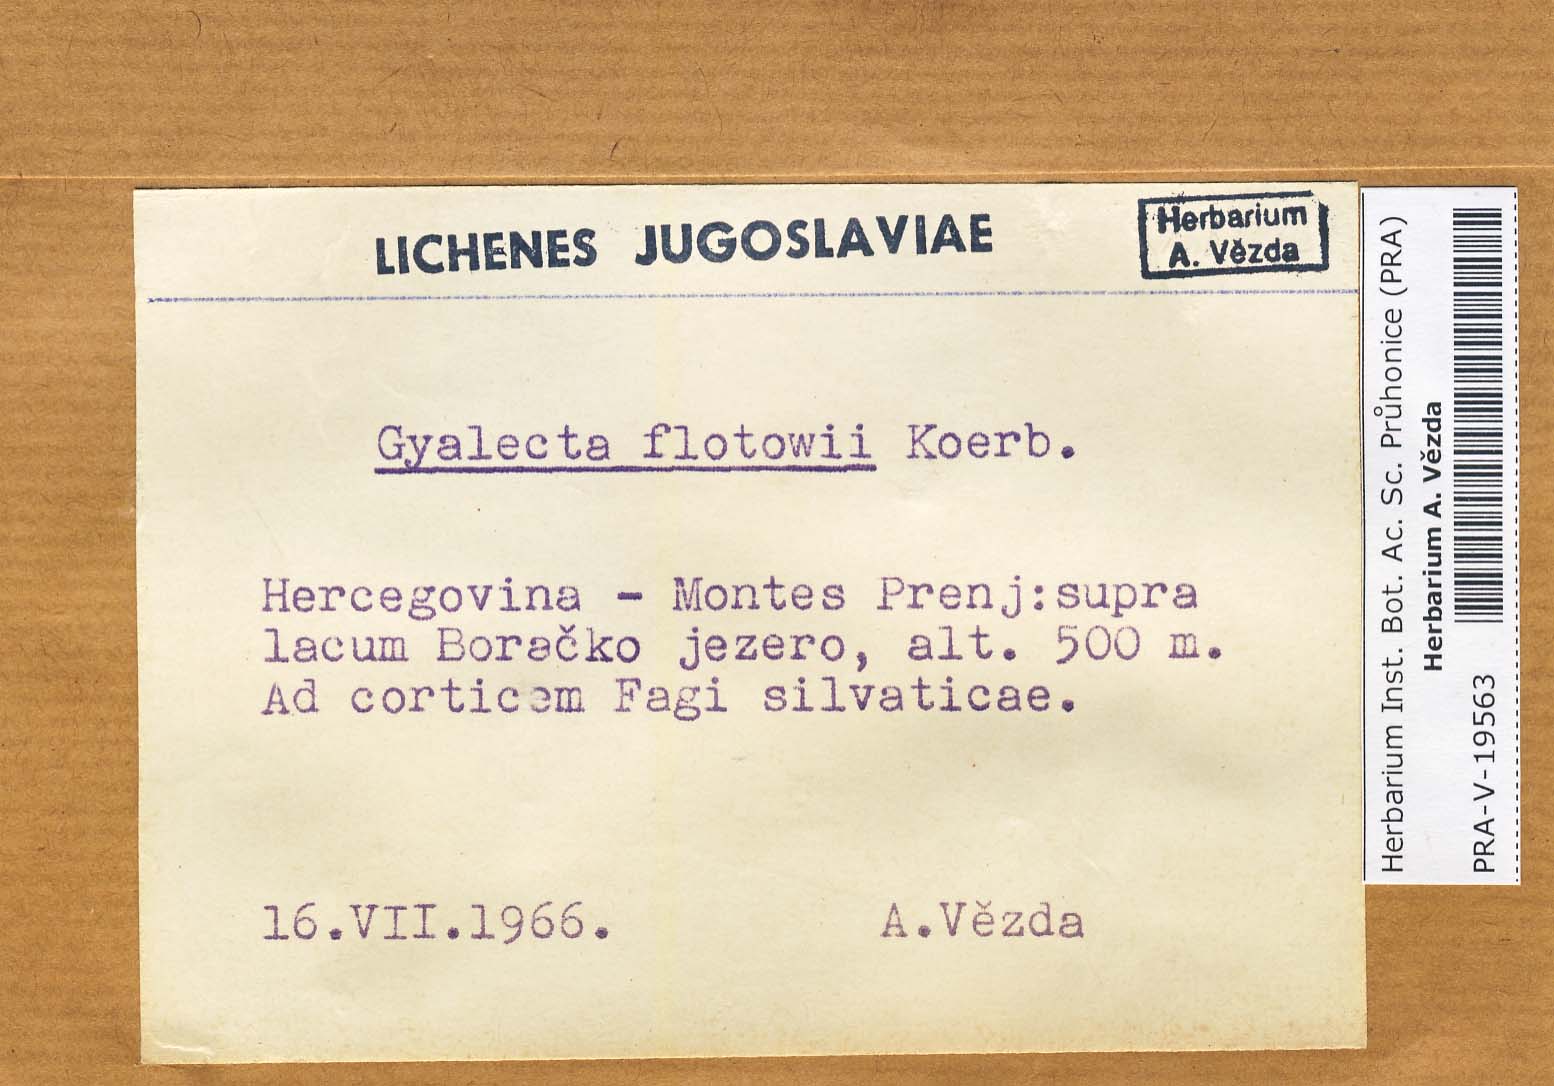 LICHENES JUGOSLAVIAE
Herbarium
A. Vězda
Gyalecta flotowii Koerb.
Hercegovina - Montes Prenj:supra
lacum Boračko jezero, alt. 500 m.
Ad corticem Fagi silvaticae.
16.VII.1966. A.Vězda
Herbarium Inst. Bot. Ac. Sc. Průhonice (PRA)
Herbarium A. Vězda
PRA-V-19563